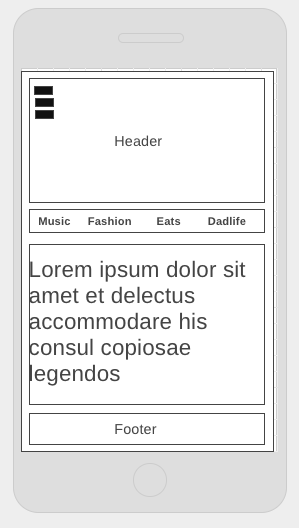 Header
Music Fashion Eats Dadlife
Lorem ipsum dolor sit
amet et delectus
accommodare his
consul copiosae
legendos
Footer